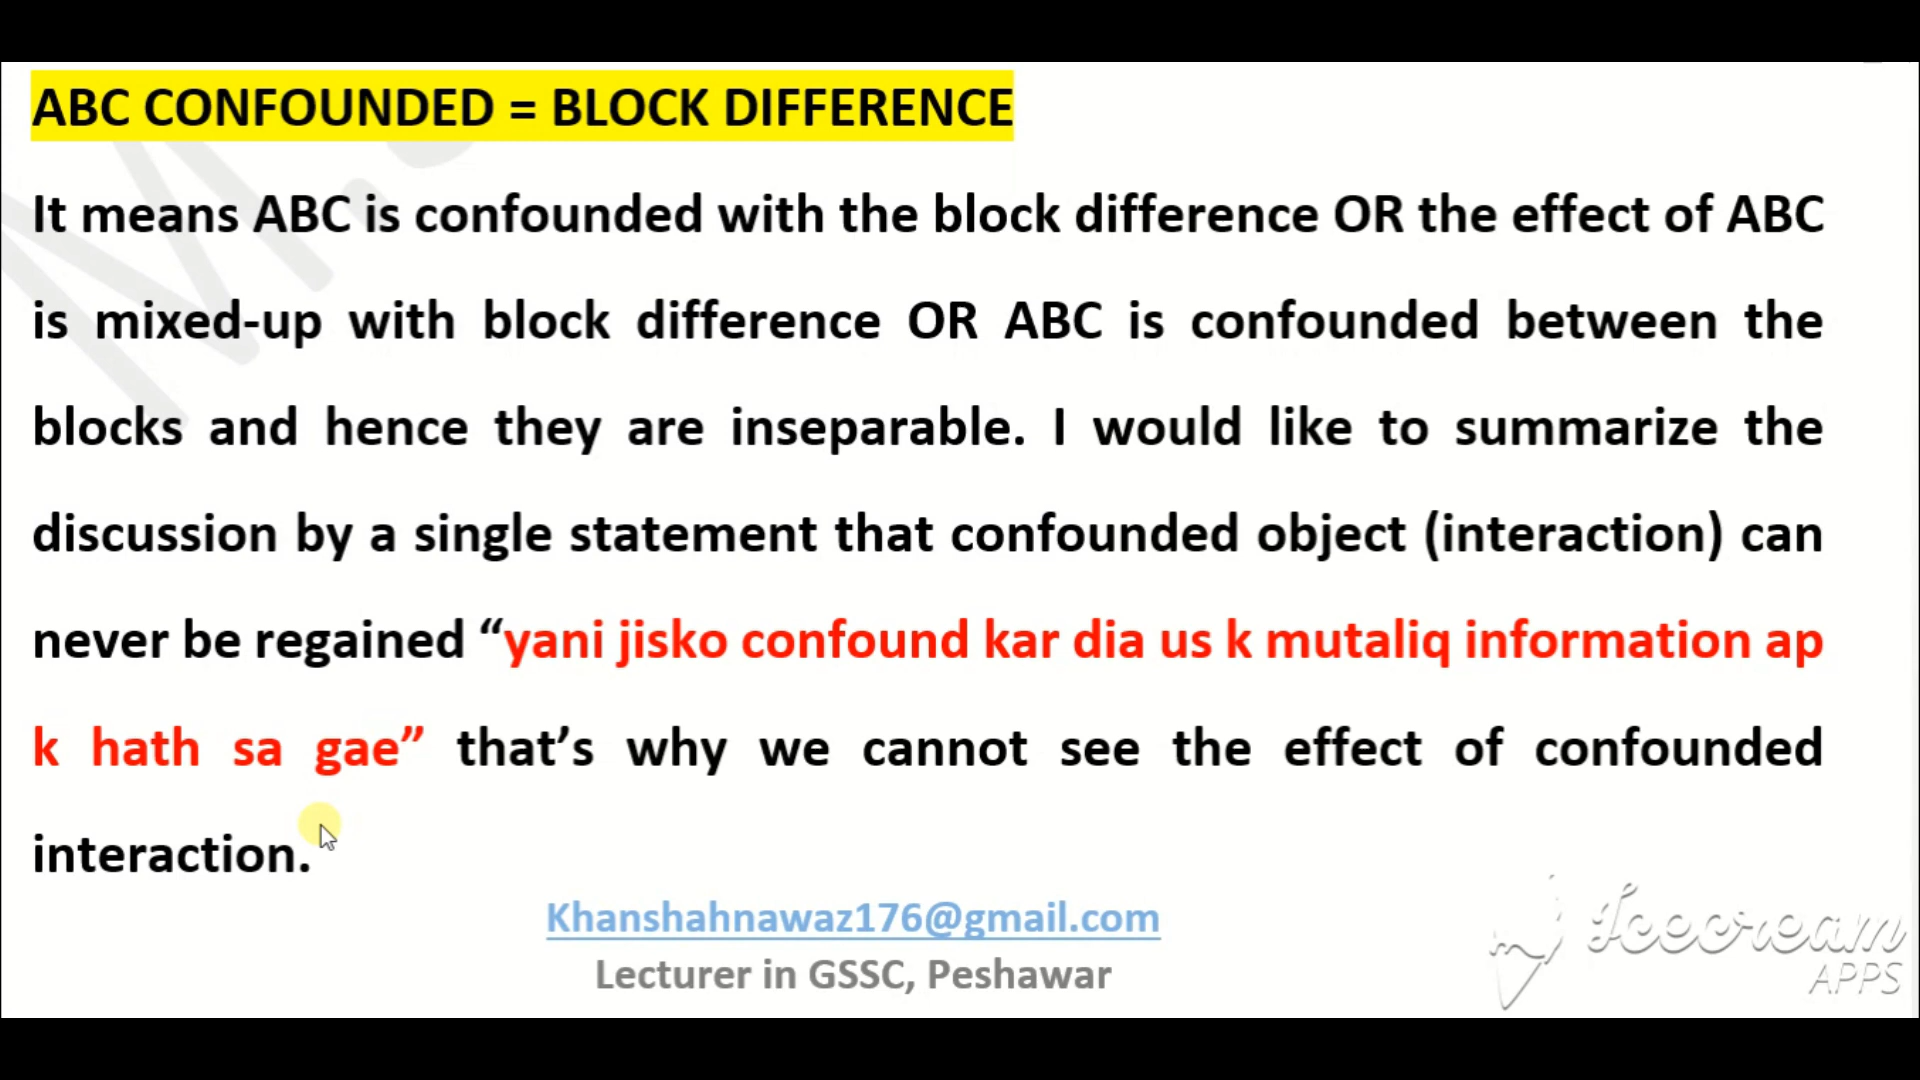 ABC CONFOUNDED = BLOCK DIFFERENCE
It means ABC is confounded with the block difference OR the effect of ABC
is mixed-up with block difference OR ABC is confounded between the
blocks and hence they are inseparable. I would like to summarize the
discussion by a single statement that confounded object (interaction) can
never be regained “yani jisko confound kar dia us k mutaliq information ap
k hath sa gae” that’s why we cannot see the effect of confounded
interaction.
Khanshahnawaz176@gmail.com
Lecturer in GSSC, Peshawar
Icecream
APPS